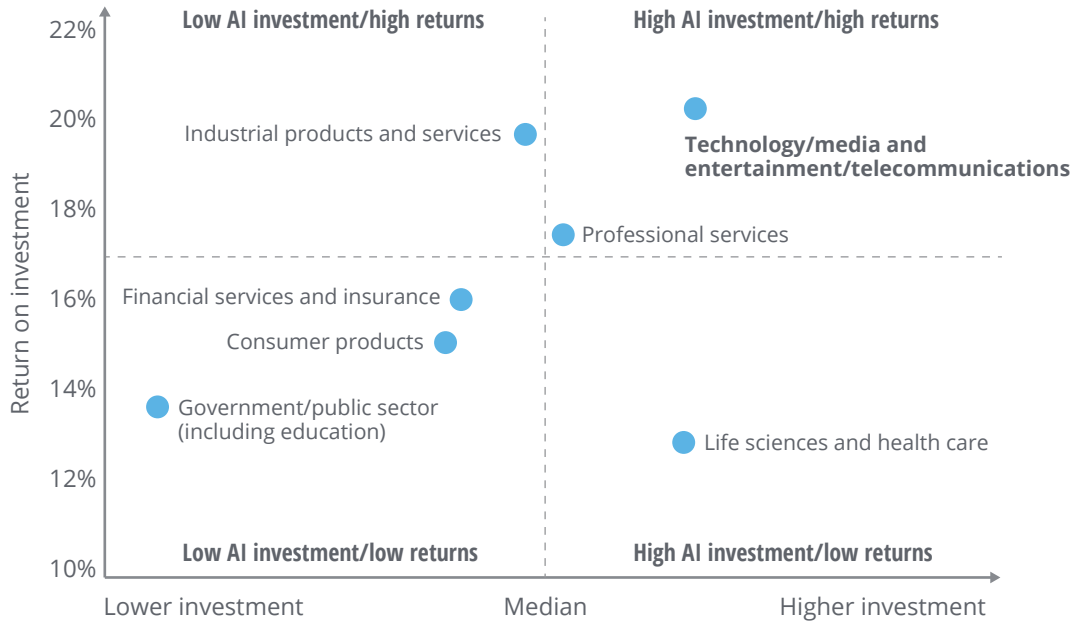 Low AI investment/high returns
High AI investment/high returns
22%
20%
18%
16%
14%
12%
10%
Return on investment
Industrial products and services
Technology/media and
entertainment/telecommunications
Professional services
Financial services and insurance
Consumer products
Government/public sector
(including education)
Life sciences and health care
Low AI investment/low returns
High AI investment/low returns
Lower investment
Median
Higher investment